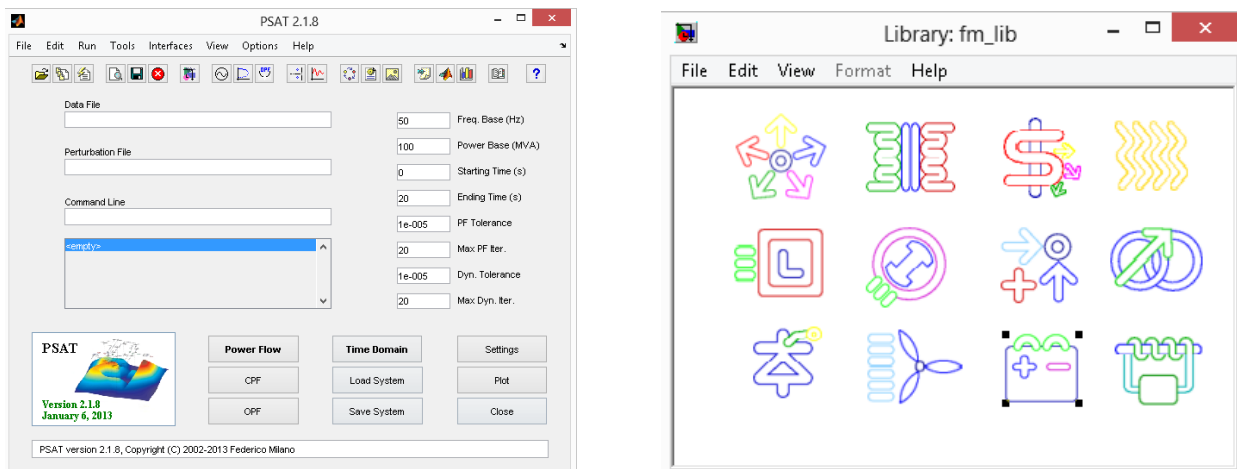 PSAT 2.1.8
File Edit Run Tools Interfaces View Options Help
Data File
50 Freq. Base (Hz)
100 Power Base (MVA)
Perturbation File
0 Starting Time (s)
20 Ending Time (s)
Command Line
1e-005 PF Tolerance
<empty>
20 Max PF Iter.
1e-005 Dyn. Tolerance
20 Max Dyn. Iter.
PSAT
Version 2.1.8
January 6, 2013
Power Flow Time Domain Settings
CPF Load System Plot
OPF Save System Close
PSAT version 2.1.8, Copyright (C) 2002-2013 Federico Milano
Library: fm_lib
File Edit View Format Help